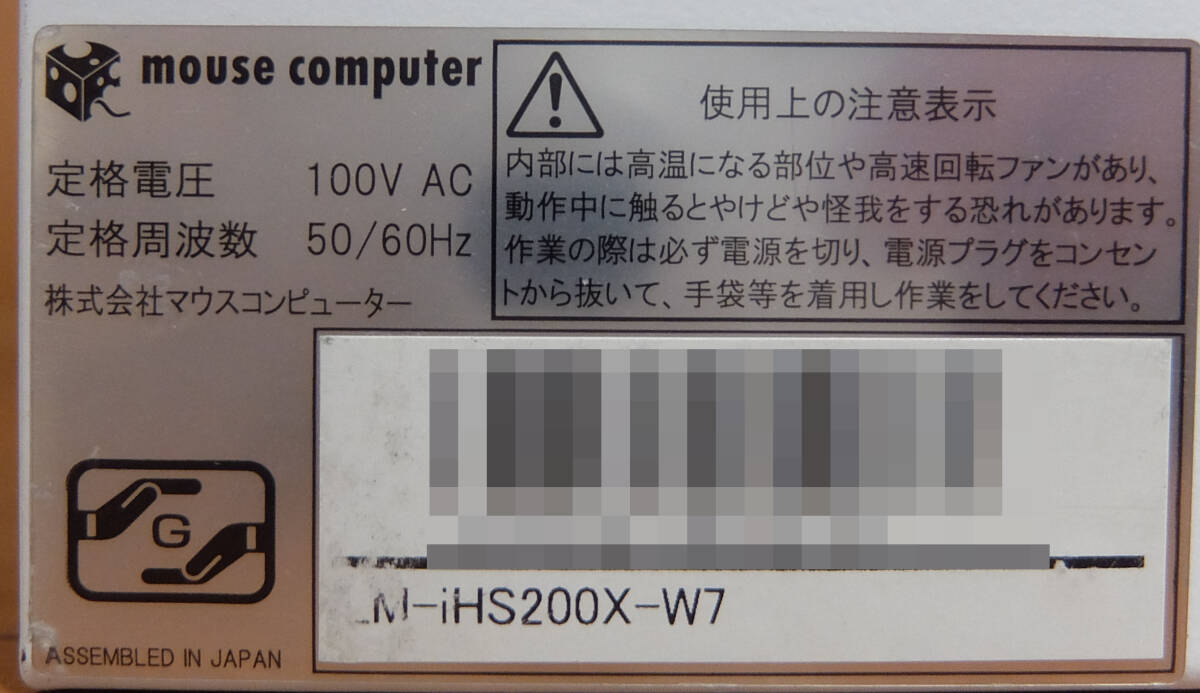 mouse computer
定格電圧 100V AC
定格周波数 50/60Hz
株式会社マウスコンピューター
使用上の注意表示
内部には高温になる部位や高速回転ファンがあり、
動作中に触るとやけどや怪我をする恐れがあります。
作業の際は必ず電源を切り、電源プラグをコンセン
トから抜いて、手袋等を着用し作業をしてください。
G
ASSEMBLED IN JAPAN
M-iHS200X-W7